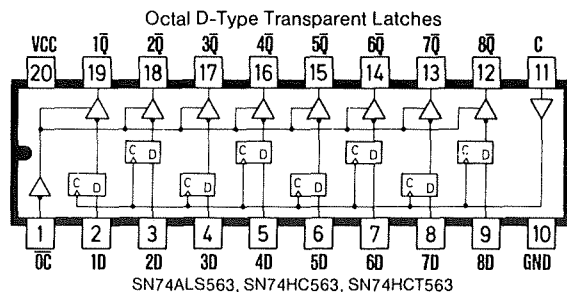 Octal D-Type Transparent Latches
VCC 1Q̅ 2Q̅ 3Q̅ 4Q̅ 5Q̅ 6Q̅ 7Q̅ 8Q̅ C
20 19 18 17 16 15 14 13 12 11
C D C D C D C D
C D C D C D C D
1 2 3 4 5 6 7 8 9 10
O̅C̅ 1D 2D 3D 4D 5D 6D 7D 8D GND
SN74ALS563, SN74HC563, SN74HCT563